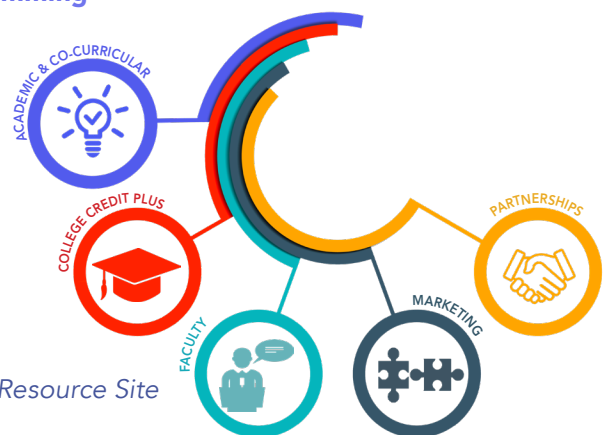 ACADEMIC & CO-CURRICULAR
COLLEGE CREDIT PLUS
PARTNERSHIPS
MARKETING
FACULTY
Resource Site